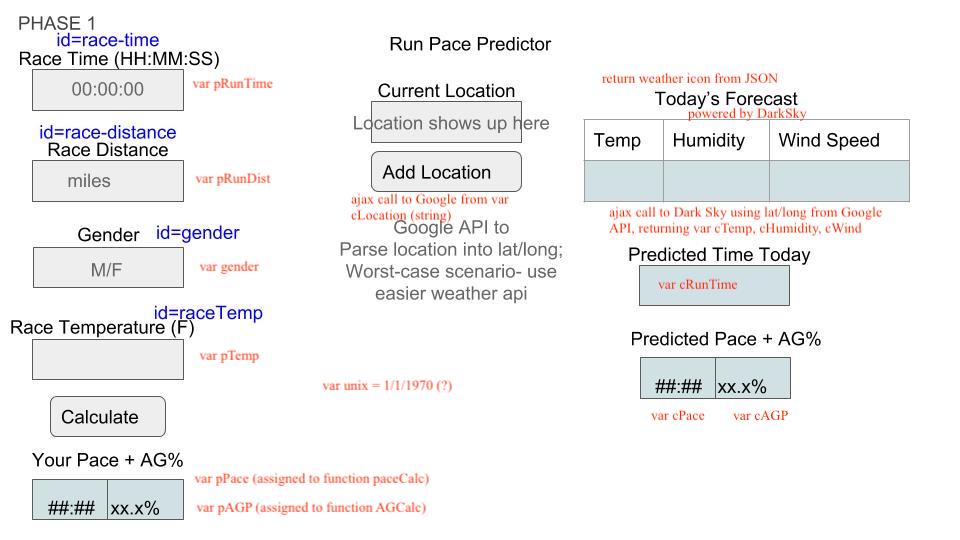 PHASE 1
id=race-time
Race Time (HH:MM:SS)
00:00:00
var pRunTime
id=race-distance
Race Distance
miles
var pRunDist
Gender
id=gender
M/F
var gender
id=raceTemp
Race Temperature (F)
var pTemp
Calculate
Your Pace + AG%
##:##
xx.x%
var pPace (assigned to function paceCalc)
var pAGP (assigned to function AGCalc)
Run Pace Predictor
Current Location
Location shows up here
Add Location
ajax call to Google from var
cLocation (string)
Google API to
Parse location into lat/long;
Worst-case scenario- use
easier weather api
var unix = 1/1/1970 (?)
return weather icon from JSON
Today’s Forecast
powered by DarkSky
Temp
Humidity
Wind Speed
ajax call to Dark Sky using lat/long from Google
API, returning var cTemp, cHumidity, cWind
Predicted Time Today
var cRunTime
Predicted Pace + AG%
##:##
xx.x%
var cPace
var cAGP